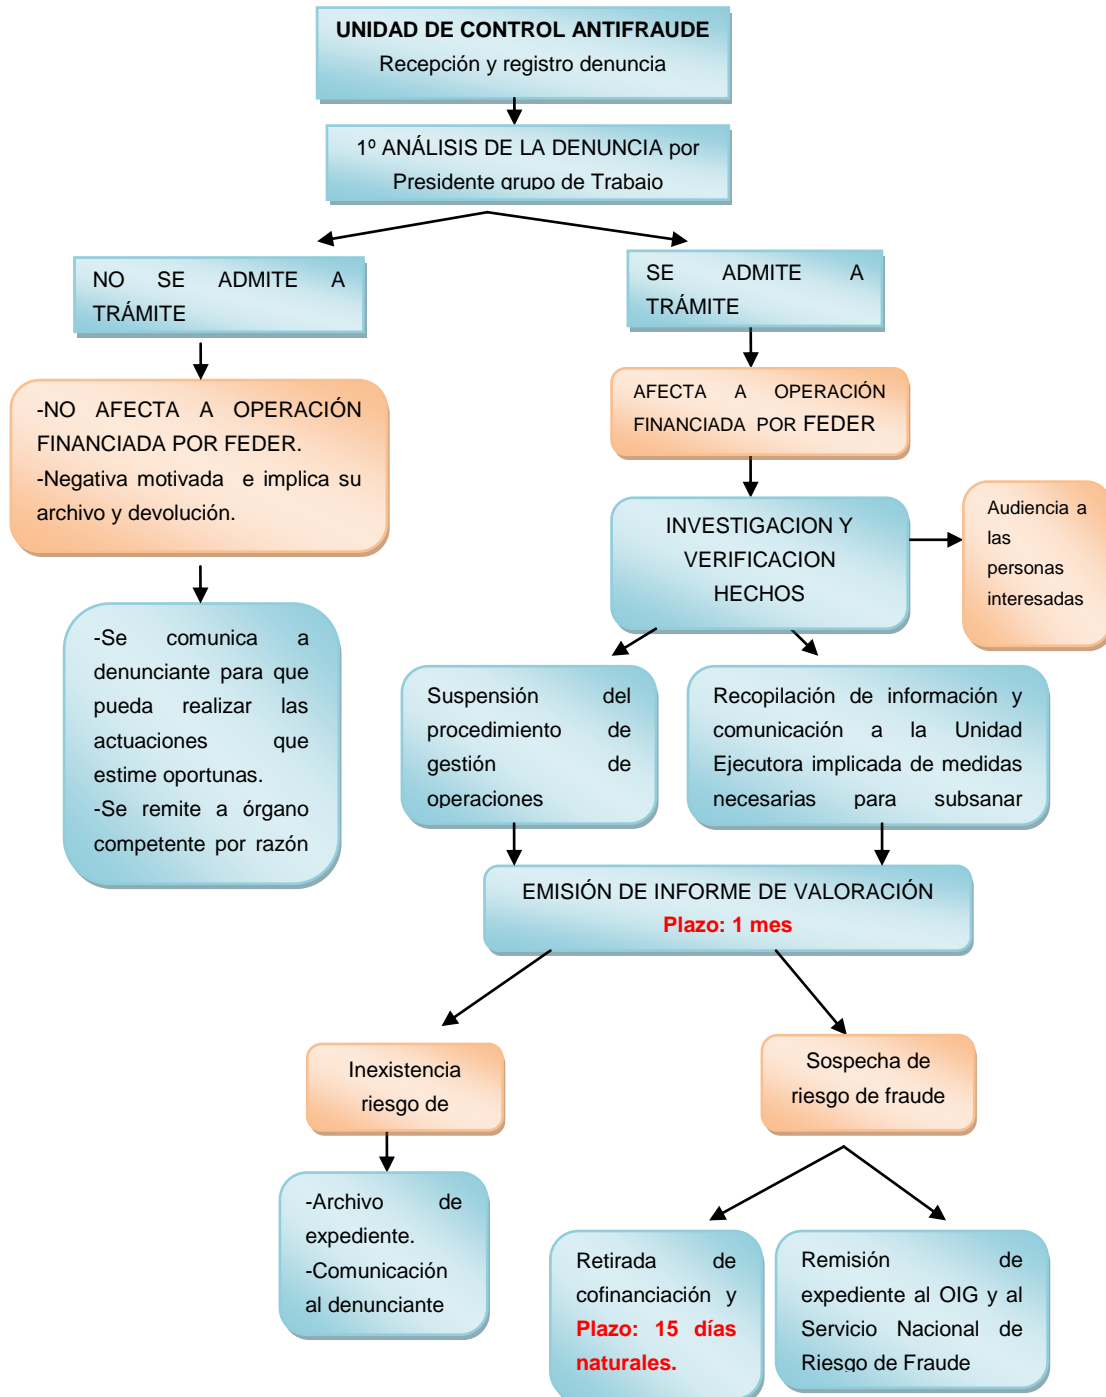 UNIDAD DE CONTROL ANTIFRAUDE
Recepción y registro denuncia
1º ANÁLISIS DE LA DENUNCIA por
Presidente grupo de Trabajo
NO SE ADMITE A
TRÁMITE
SE ADMITE A
TRÁMITE
-NO AFECTA A OPERACIÓN
FINANCIADA POR FEDER.
-Negativa motivada e implica su
archivo y devolución.
AFECTA A OPERACIÓN
FINANCIADA POR FEDER
INVESTIGACION Y
VERIFICACION
HECHOS
Audiencia a
las
personas
interesadas
-Se comunica a
denunciante para que
pueda realizar las
actuaciones que
estime oportunas.
-Se remite a órgano
competente por razón
Suspensión del
procedimiento de
gestión de
operaciones
Recopilación de información y
comunicación a la Unidad
Ejecutora implicada de medidas
necesarias para subsanar
EMISIÓN DE INFORME DE VALORACIÓN
Plazo: 1 mes
Inexistencia
riesgo de
Sospecha de
riesgo de fraude
-Archivo de
expediente.
-Comunicación
al denunciante
Retirada de
cofinanciación y
Plazo: 15 días
naturales.
Remisión de
expediente al OIG y al
Servicio Nacional de
Riesgo de Fraude